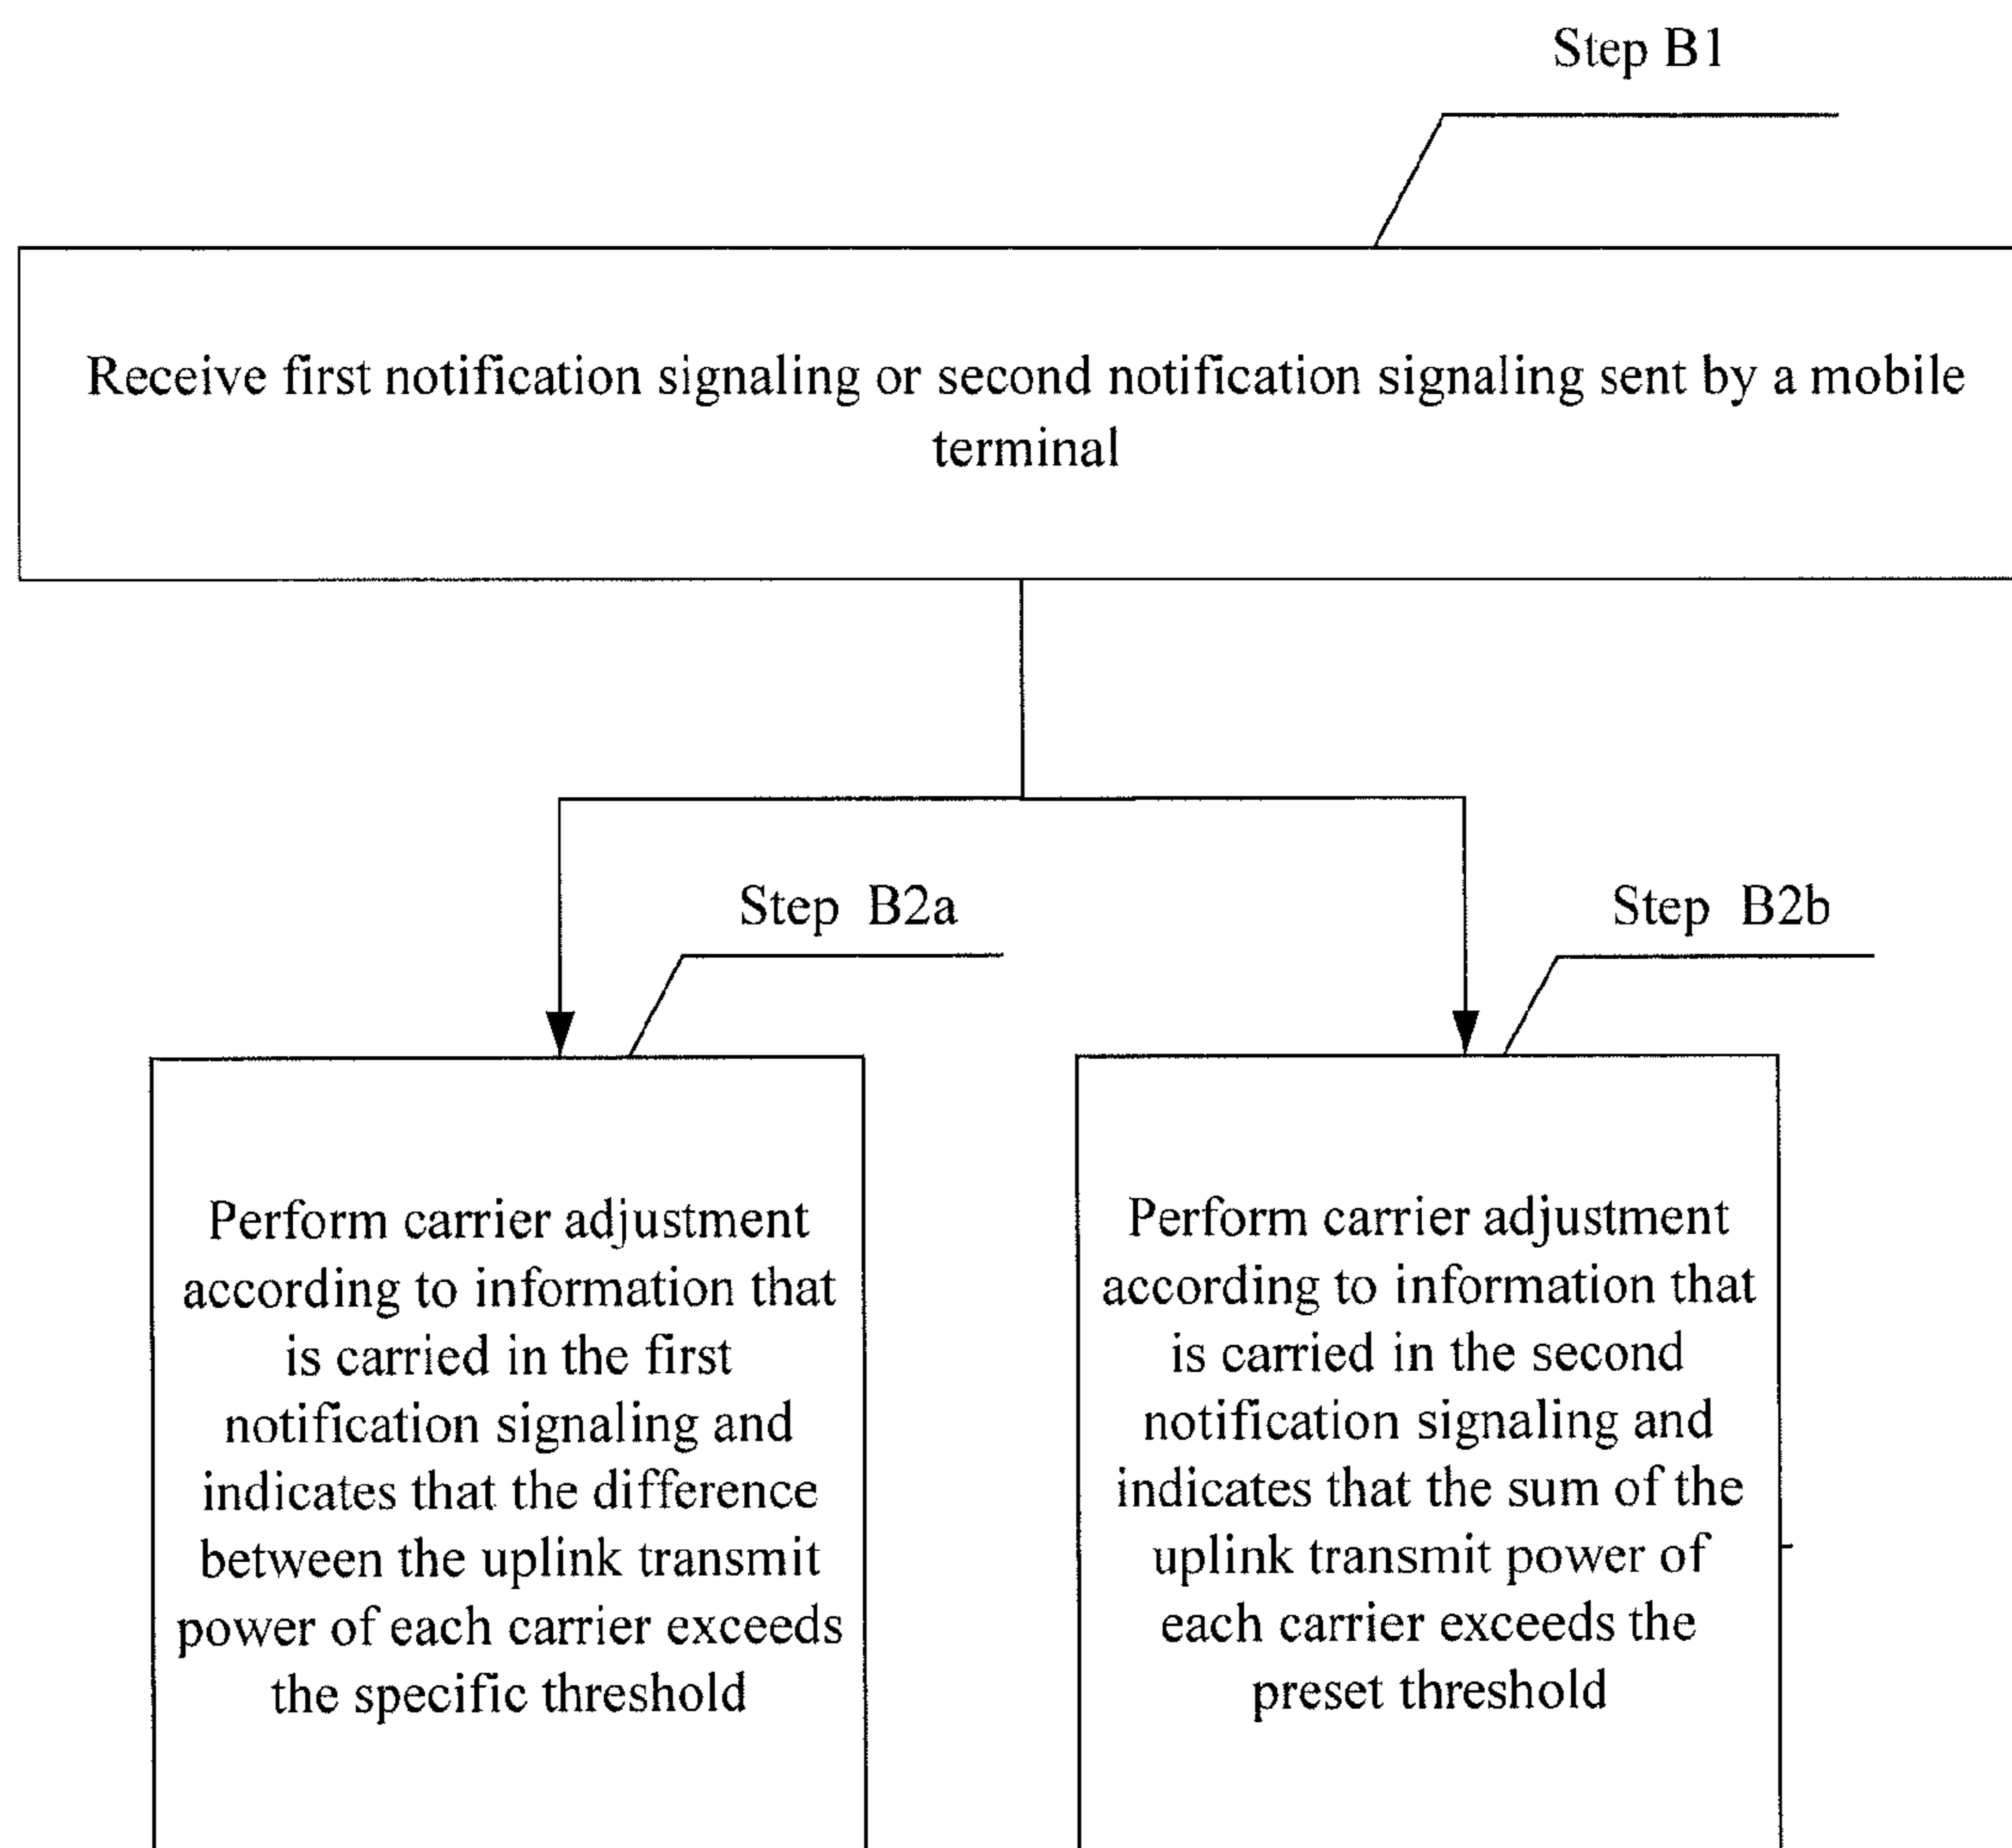 Step B1
Receive first notification signaling or second notification signaling sent by a mobile
terminal
Step B2a
Step B2b
Perform carrier adjustment
according to information that
is carried in the first
notification signaling and
indicates that the difference
between the uplink transmit
power of each carrier exceeds
the specific threshold
Perform carrier adjustment
according to information that
is carried in the second
notification signaling and
indicates that the sum of the
uplink transmit power of
each carrier exceeds the
preset threshold